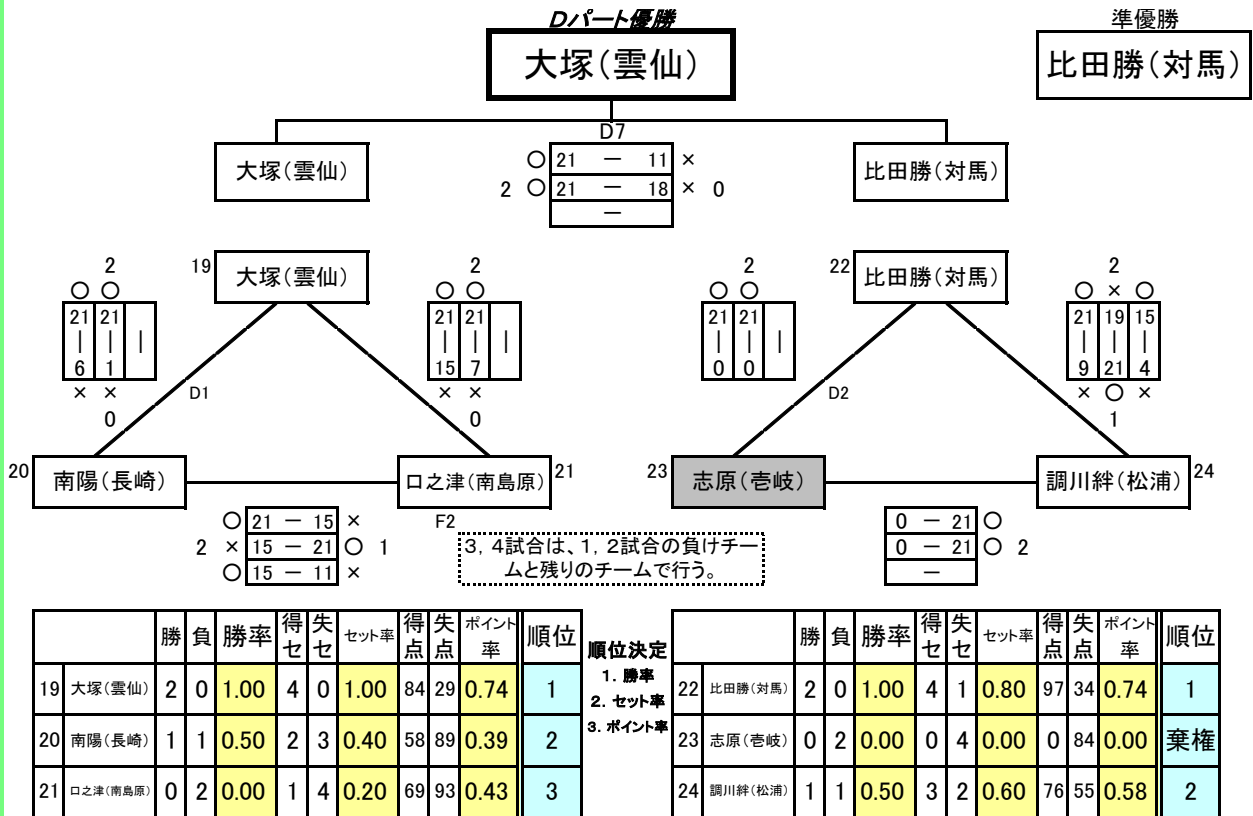 Dパート優勝
準優勝
大塚（雲仙）
比田勝（対馬）
D7
大塚（雲仙）
比田勝（対馬）
○ 21 － 11 ×
2 ○ 21 － 18 × 0
－
19 大塚（雲仙）
22 比田勝（対馬）
2
○ ○
21 21
| | |
6 1
× ×
0
D1
2
○ ○
21 21
| | |
15 7
× ×
0
2
○ ○
21 21
| | |
0 0
D2
2
○ × ○
21 19 15
| | |
9 21 4
× ○ ×
1
20 南陽（長崎）
口之津（南島原） 21
23 志原（壱岐）
調川絆（松浦） 24
○ 21 － 15 ×
2 × 15 － 21 ○ 1
○ 15 － 11 ×
F2
3，4試合は、1，2試合の負けチー
ムと残りのチームで行う。
0 － 21 ○
0 － 21 ○ 2
－
勝 負 勝率 得セ 失セ セット率 得点 失点 ポイント率 順位
19 大塚（雲仙） 2 0 1.00 4 0 1.00 84 29 0.74 1
20 南陽（長崎） 1 1 0.50 2 3 0.40 58 89 0.39 2
21 口之津（南島原） 0 2 0.00 1 4 0.20 69 93 0.43 3
順位決定
1．勝率
2．セット率
3．ポイント率
勝 負 勝率 得セ 失セ セット率 得点 失点 ポイント率 順位
22 比田勝（対馬） 2 0 1.00 4 1 0.80 97 34 0.74 1
23 志原（壱岐） 0 2 0.00 0 4 0.00 0 84 0.00 棄権
24 調川絆（松浦） 1 1 0.50 3 2 0.60 76 55 0.58 2